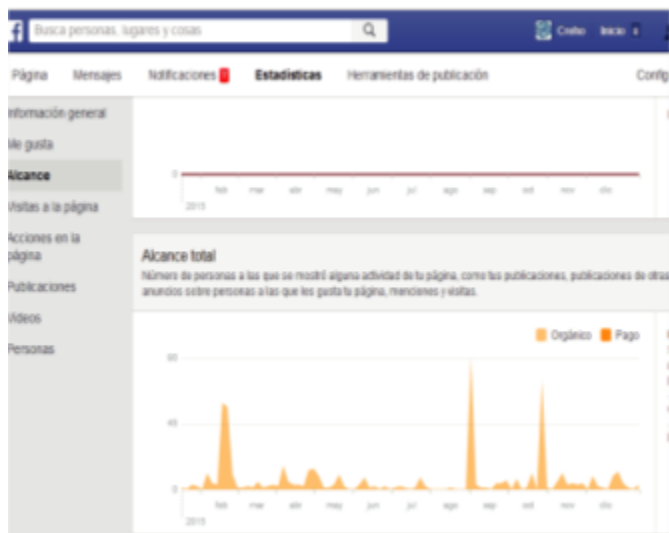 f Busca personas, lugares y cosas Inicio
Página Mensajes Notificaciones Estadísticas Herramientas de publicación Config
Información general
Me gusta
Alcance
Visitas a la página
Acciones en la
página
Publicaciones
Vídeos
Personas
0
feb mar abr may jun jul ago sep oct nov dic
2015
Alcance total
Número de personas a las que se mostró alguna actividad de tu página, como tus publicaciones, publicaciones de otras
anuncios sobre personas a las que les gusta tu página, menciones y visitas.
Orgánico Pago
0
feb mar abr may jun jul ago sep oct nov dic
2015